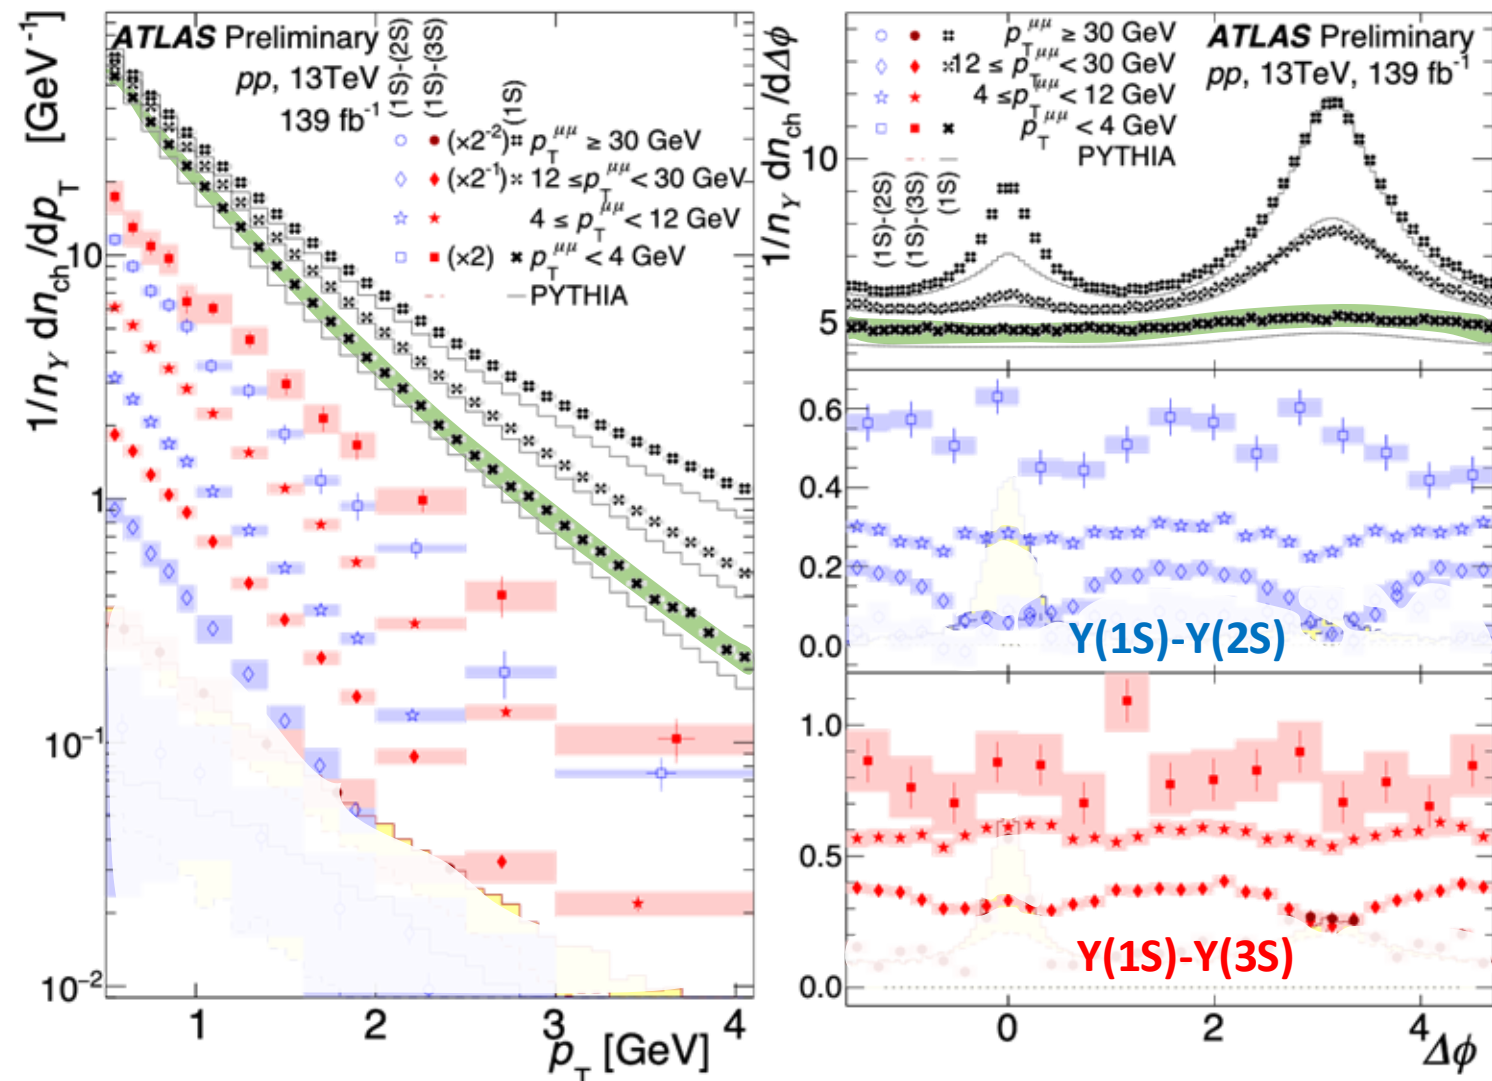 1/n_Υ dn_ch/dp_T [GeV⁻¹]
ATLAS Preliminary
pp, 13TeV
139 fb⁻¹
(1S)-(2S)
(1S)-(3S)
(1S)
(×2⁻²) p_T^μμ ≥ 30 GeV
(×2⁻¹) 12 ≤ p_T^μμ < 30 GeV
4 ≤ p_T^μμ < 12 GeV
(×2) p_T^μμ < 4 GeV
PYTHIA
10
1
10⁻¹
10⁻²
1 2 3 4
p_T [GeV]
1/n_Υ dn_ch/dΔϕ
p_T^μμ ≥ 30 GeV
12 ≤ p_T^μμ < 30 GeV
4 ≤ p_T^μμ < 12 GeV
p_T^μμ < 4 GeV
PYTHIA
ATLAS Preliminary
pp, 13TeV, 139 fb⁻¹
(1S)-(2S)
(1S)-(3S)
(1S)
10
5
0.6
0.4
0.2
0.0
Y(1S)-Y(2S)
1.0
0.5
0.0
Y(1S)-Y(3S)
0 2 4
Δϕ